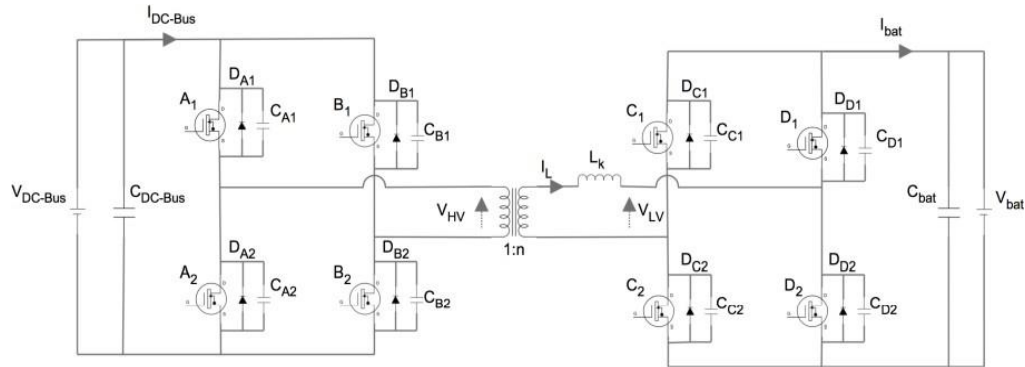 I_DC-Bus
I_bat
D_A1
D_B1
D_C1
D_D1
A_1
C_A1
B_1
C_B1
C_1
C_C1
D_1
C_D1
I_L
L_k
V_DC-Bus
C_DC-Bus
V_HV
V_LV
C_bat
V_bat
1:n
D_A2
D_B2
D_C2
D_D2
A_2
C_A2
B_2
C_B2
C_2
C_C2
D_2
C_D2